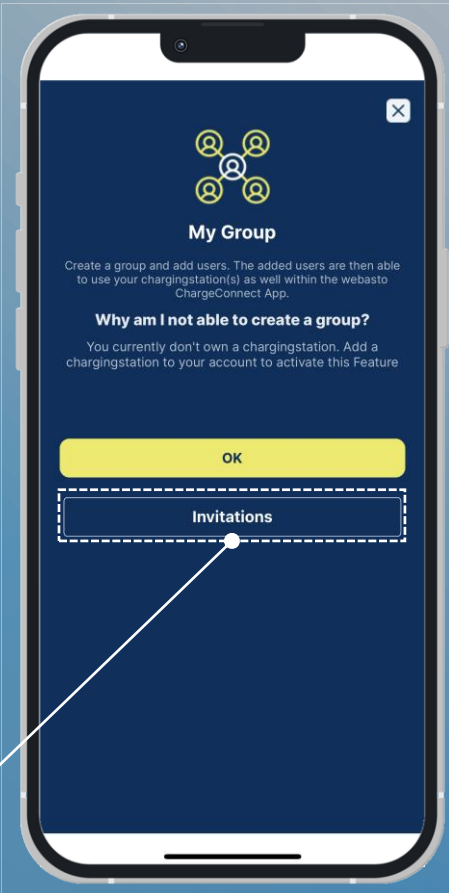 My Group
Create a group and add users. The added users are then able
to use your chargingstation(s) as well within the webasto
ChargeConnect App.
Why am I not able to create a group?
You currently don't own a chargingstation. Add a
chargingstation to your account to activate this Feature
OK
Invitations